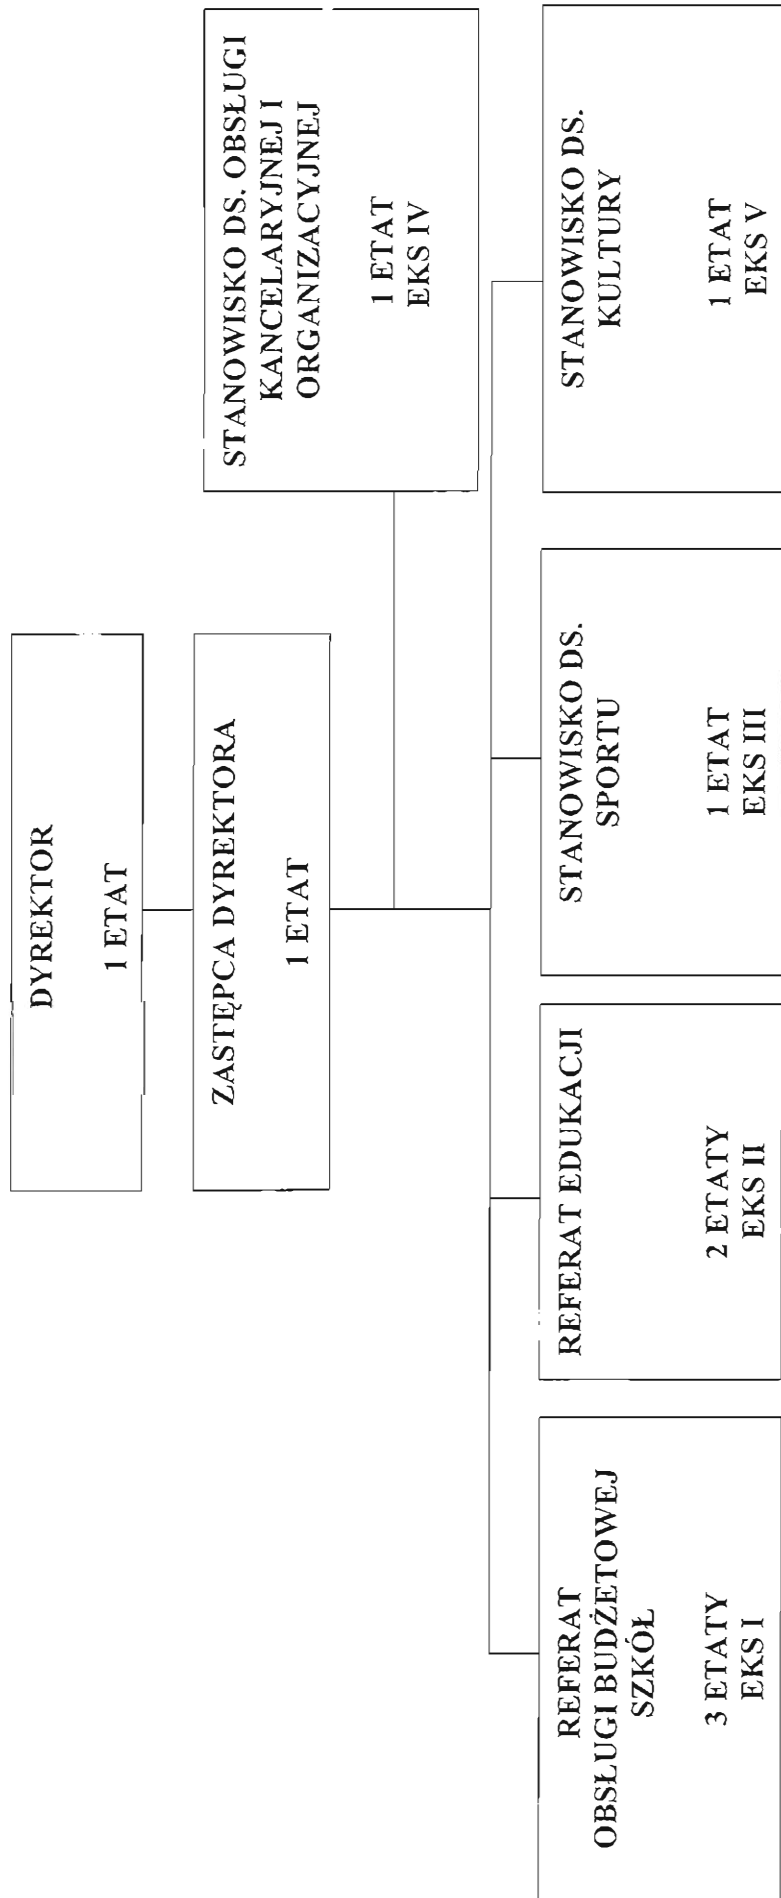 DYREKTOR
1 ETAT
ZASTĘPCA DYREKTORA
1 ETAT
STANOWISKO DS. OBSŁUGI
KANCELARYJNEJ I
ORGANIZACYJNEJ
1 ETAT
EKS IV
REFERAT
OBSŁUGI BUDŻETOWEJ
SZKÓŁ
3 ETATY
EKS I
REFERAT EDUKACJI
2 ETATY
EKS II
STANOWISKO DS.
SPORTU
1 ETAT
EKS III
STANOWISKO DS.
KULTURY
1 ETAT
EKS V